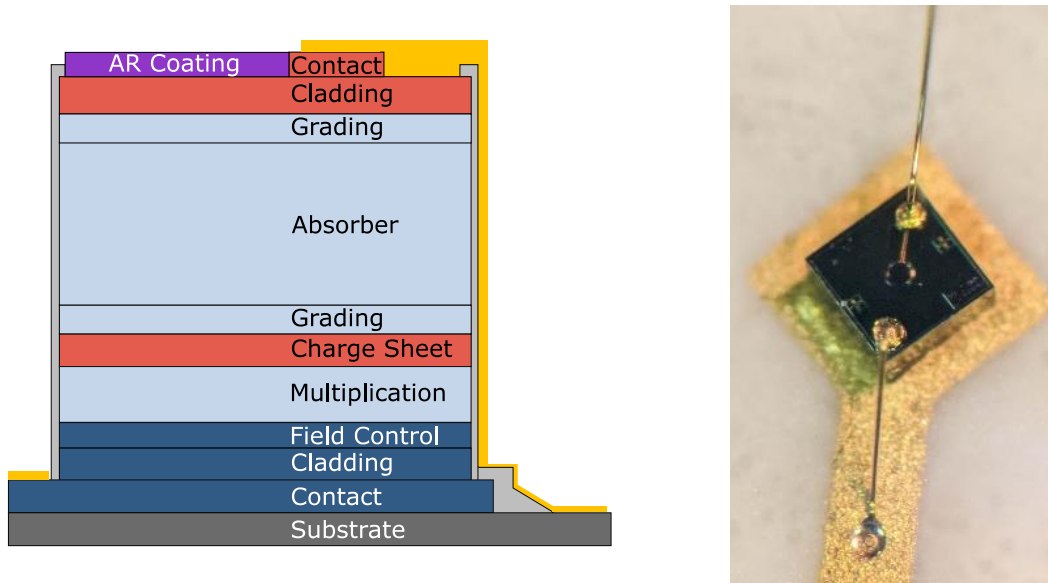 AR Coating
Contact
Cladding
Grading
Absorber
Grading
Charge Sheet
Multiplication
Field Control
Cladding
Contact
Substrate